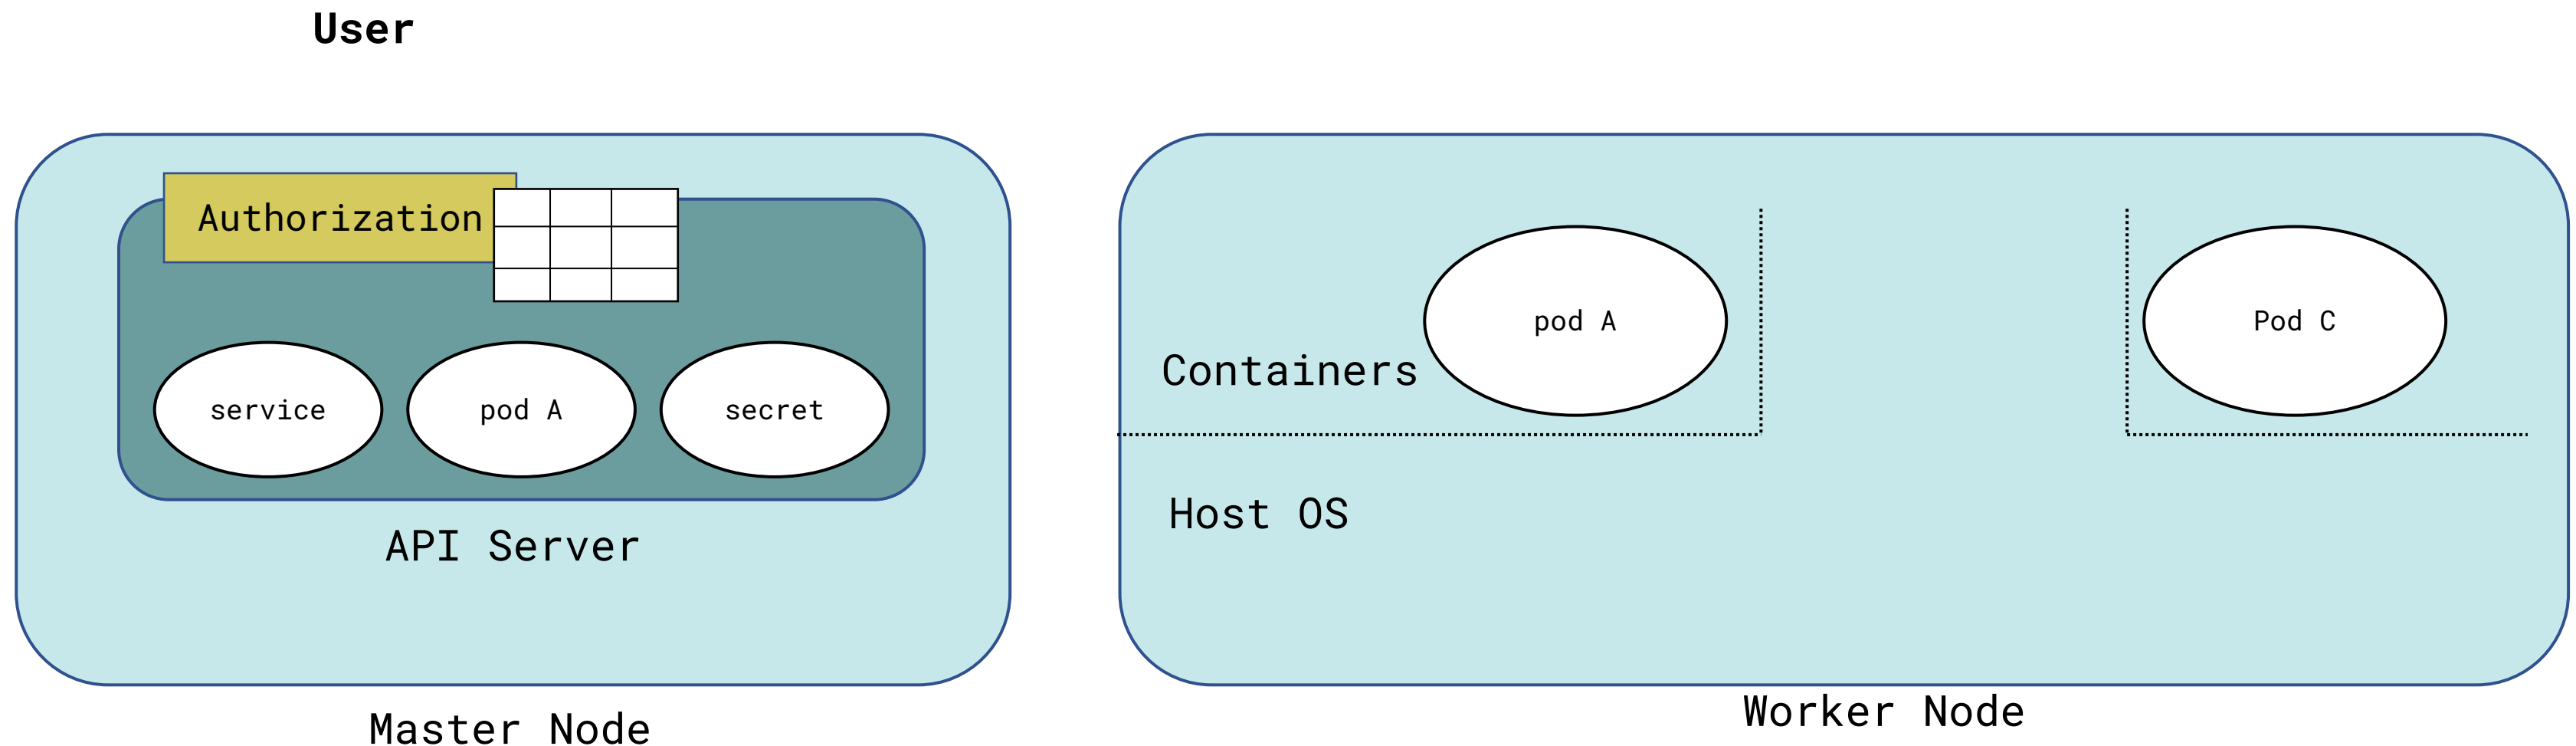 User
Authorization
service
pod A
secret
API Server
Master Node
pod A
Pod C
Containers
Host OS
Worker Node